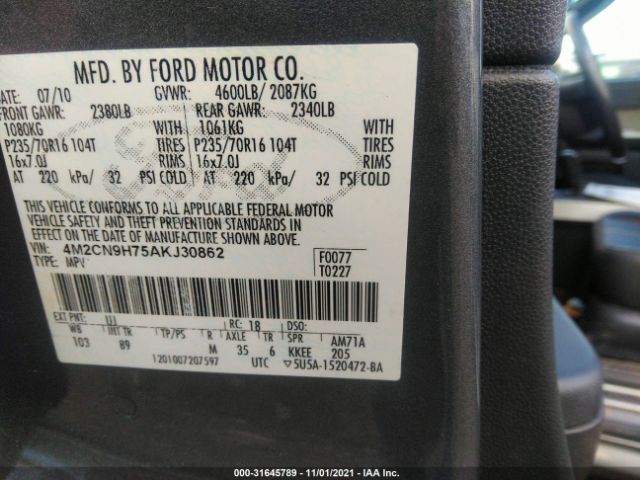 MFD. BY FORD MOTOR CO.
DATE: 07/10 GVWR: 4600LB/ 2087KG
FRONT GAWR: 2380LB REAR GAWR: 2340LB
1080KG WITH 1061KG WITH
P235/70R16 104T TIRES P235/70R16 104T TIRES
16x7.0J RIMS 16x7.0J RIMS
AT 220 kPa/ 32 PSI COLD AT 220 kPa/ 32 PSI COLD
THIS VEHICLE CONFORMS TO ALL APPLICABLE FEDERAL MOTOR
VEHICLE SAFETY AND THEFT PREVENTION STANDARDS IN
EFFECT ON THE DATE OF MANUFACTURE SHOWN ABOVE.
VIN: 4M2CN9H75AKJ30862 F0077
TYPE: MPV T0227
EXT PNT: UJ RC: 18 DSO:
WB INT TR TP/PS R AXLE TR SPR AM71A
103 89 M 35 6 KKEE 205
1201007207597 UTC ▽5U5A-1520472-BA
000-31645789 - 11/01/2021 - IAA Inc.